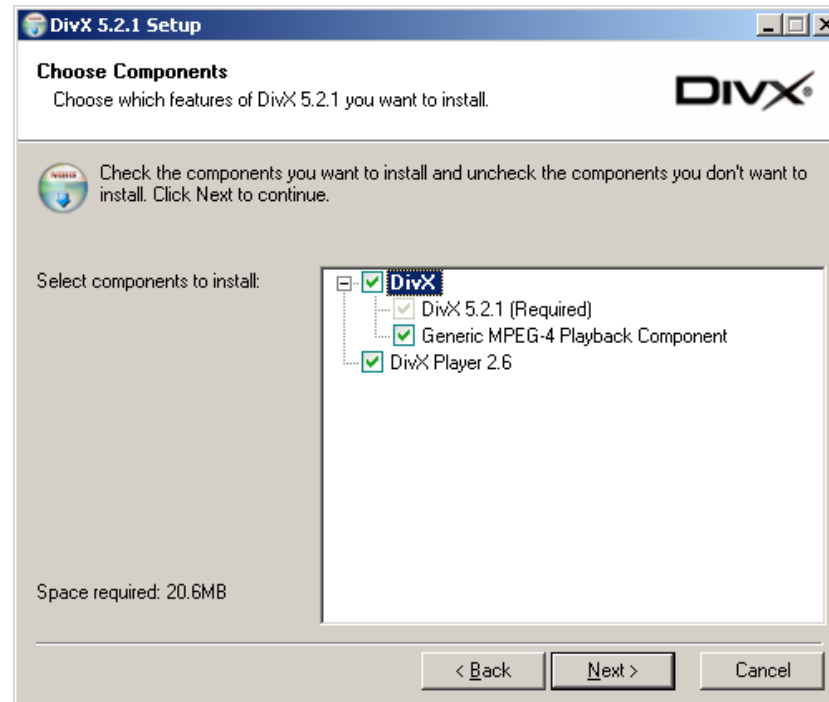 DivX 5.2.1 Setup
Choose Components
Choose which features of DivX 5.2.1 you want to install.
DIVX®
Check the components you want to install and uncheck the components you don't want to
install. Click Next to continue.
Select components to install:
DivX
DivX 5.2.1 (Required)
Generic MPEG-4 Playback Component
DivX Player 2.6
Space required: 20.6MB
< Back
Next >
Cancel